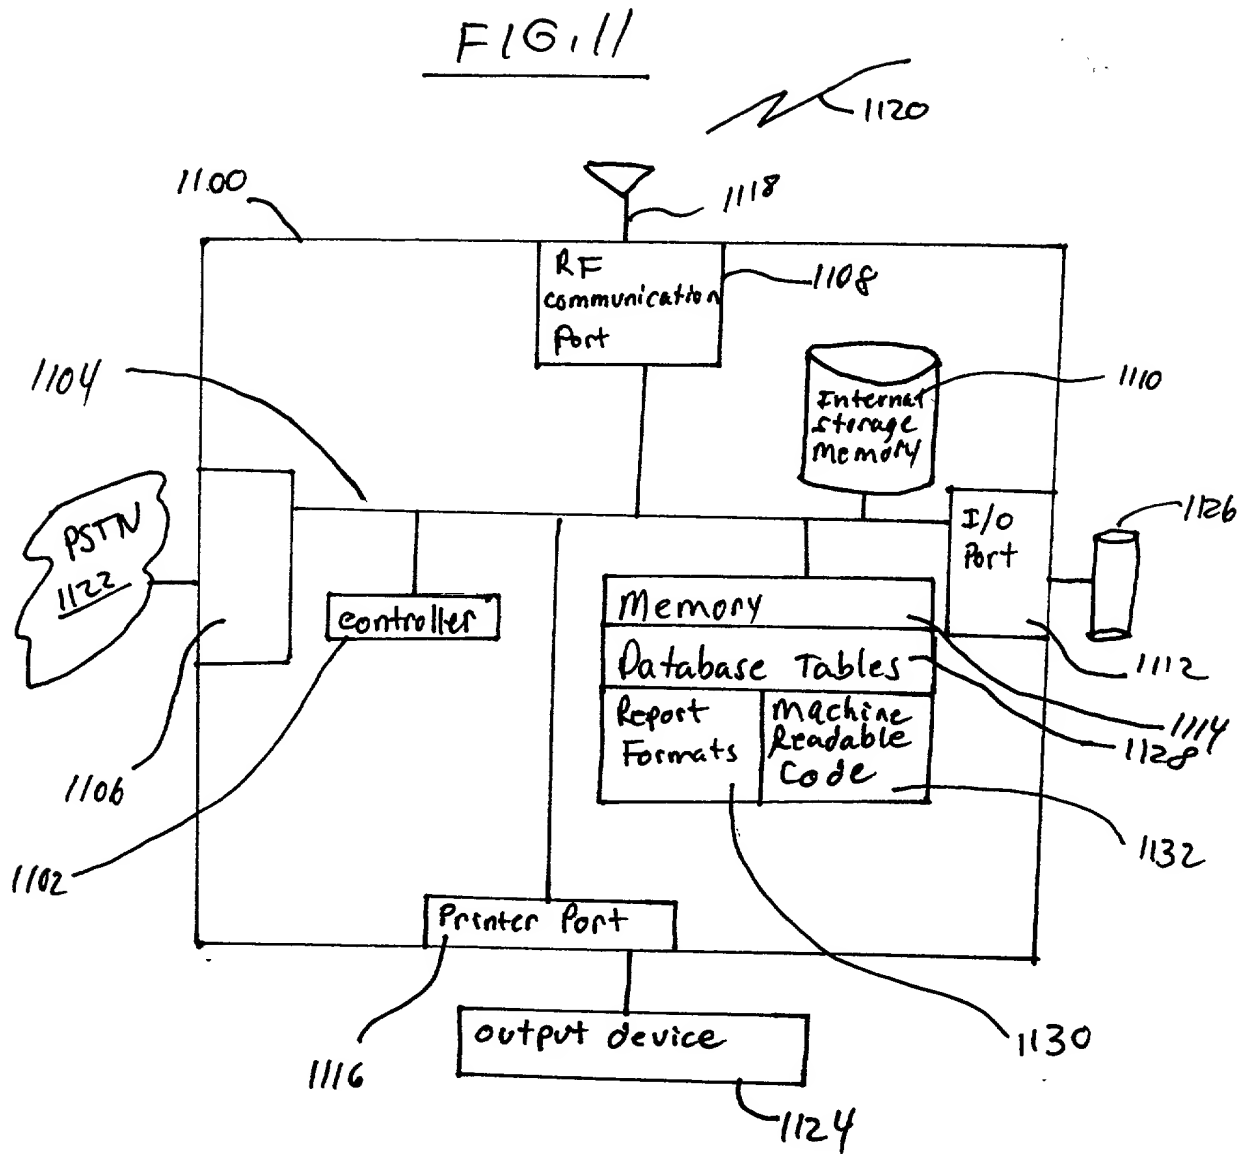 FIG. 11
1120
1100
1118
RF
communication
Port
1108
1104
1110
Internal
storage
Memory
PSTN
1122
I/O
Port
1126
controller
Memory
Database Tables
1112
Report
Formats
Machine
Readable
Code
1114
1128
1106
1132
1102
Printer Port
output device
1130
1116
1124